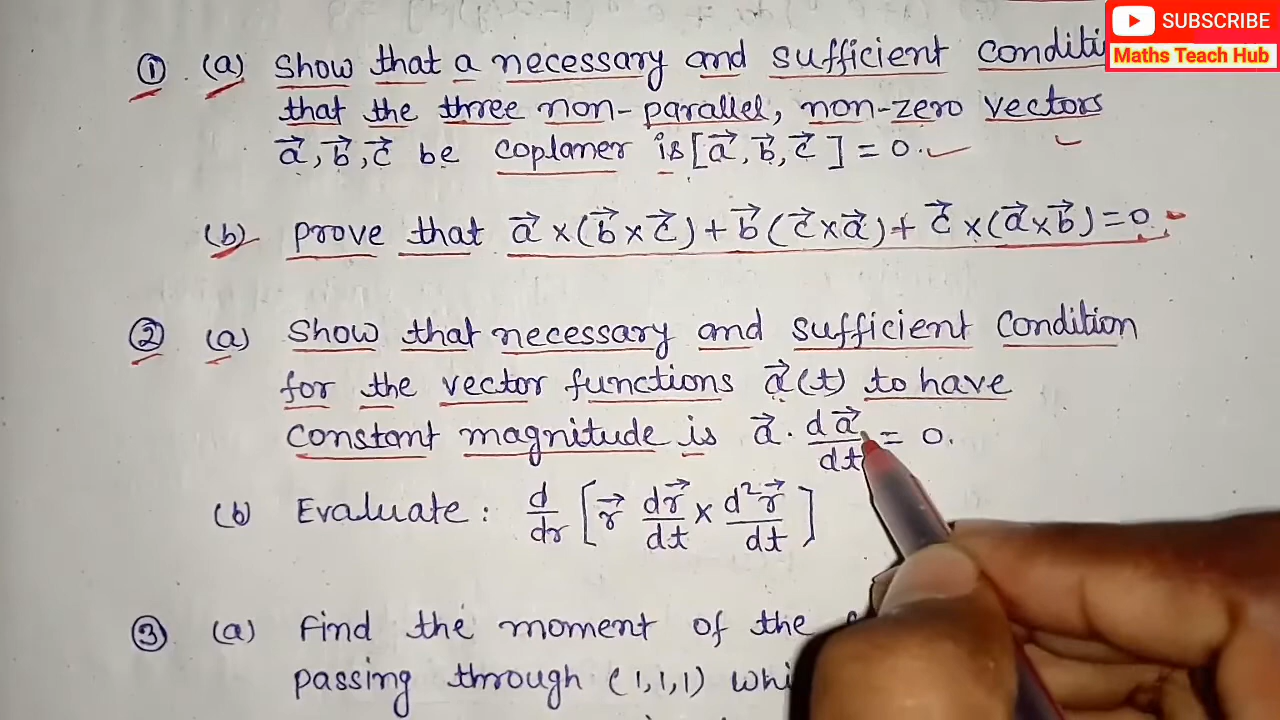 SUBSCRIBE
Maths Teach Hub
① (a) Show that a necessary and sufficient
that the three non-parallel, non-zero vectors
a⃗, b⃗, c⃗ be coplaner is [a⃗, b⃗, c⃗] = 0.
(b) Prove that a⃗ × (b⃗ × c⃗) + b⃗ (c⃗ × a⃗) + c⃗ × (a⃗ × b⃗) = 0.
② (a) Show that necessary and sufficient Condition
for the vector functions a⃗(t) to have
constant magnitude is a⃗ · da⃗/dt = 0.
(b) Evaluate : d/dr [r⃗ dr⃗/dt × d²r⃗/dt]
③ (a) Find the moment of the
passing through (1,1,1)